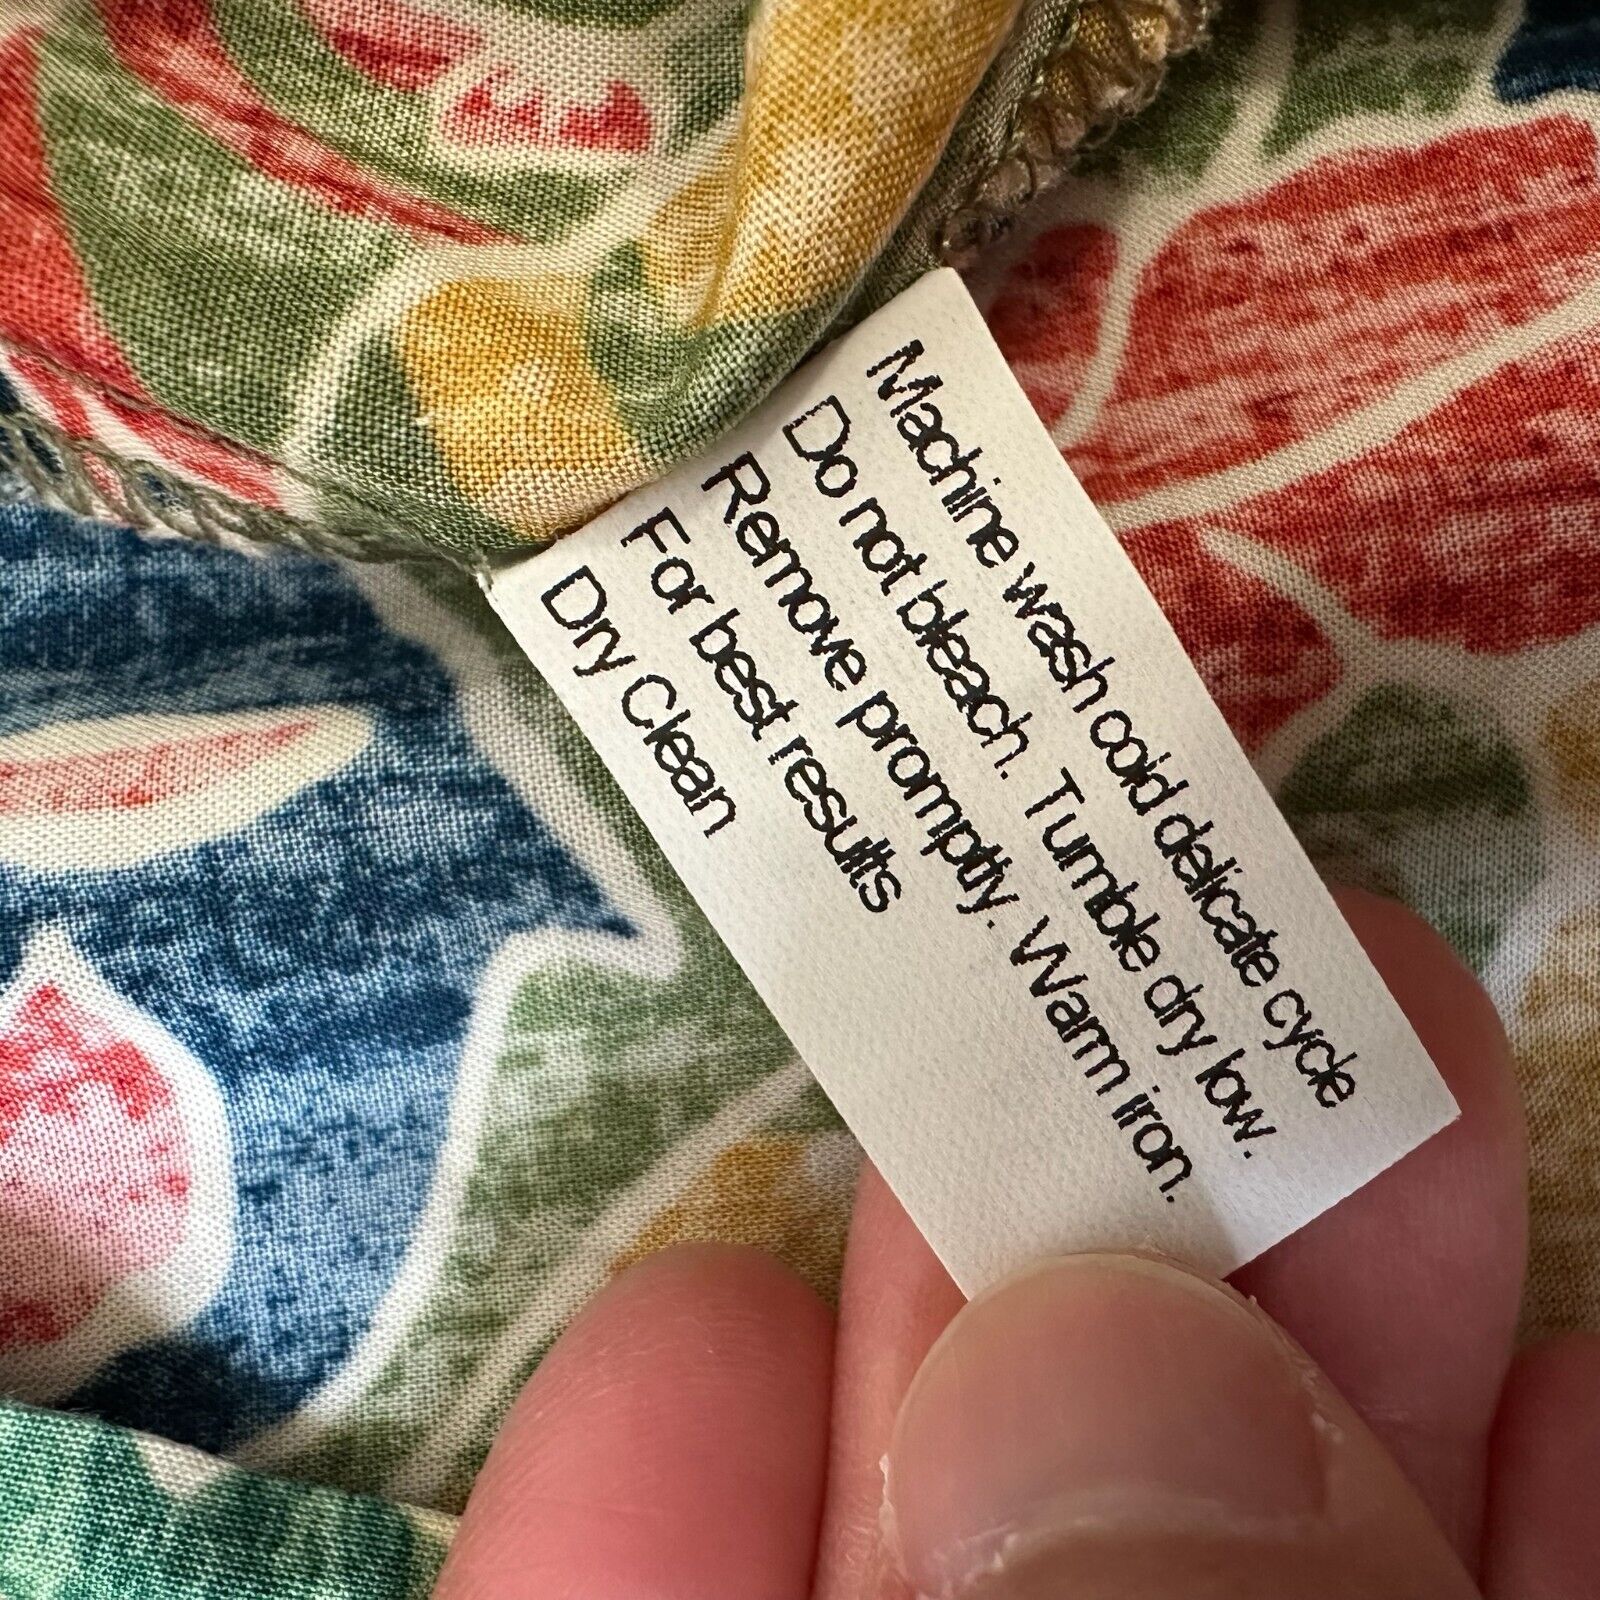 Machine wash cold delicate cycle
Do not bleach. Tumble dry low.
Remove promptly. Warm iron.
For best results
Dry Clean